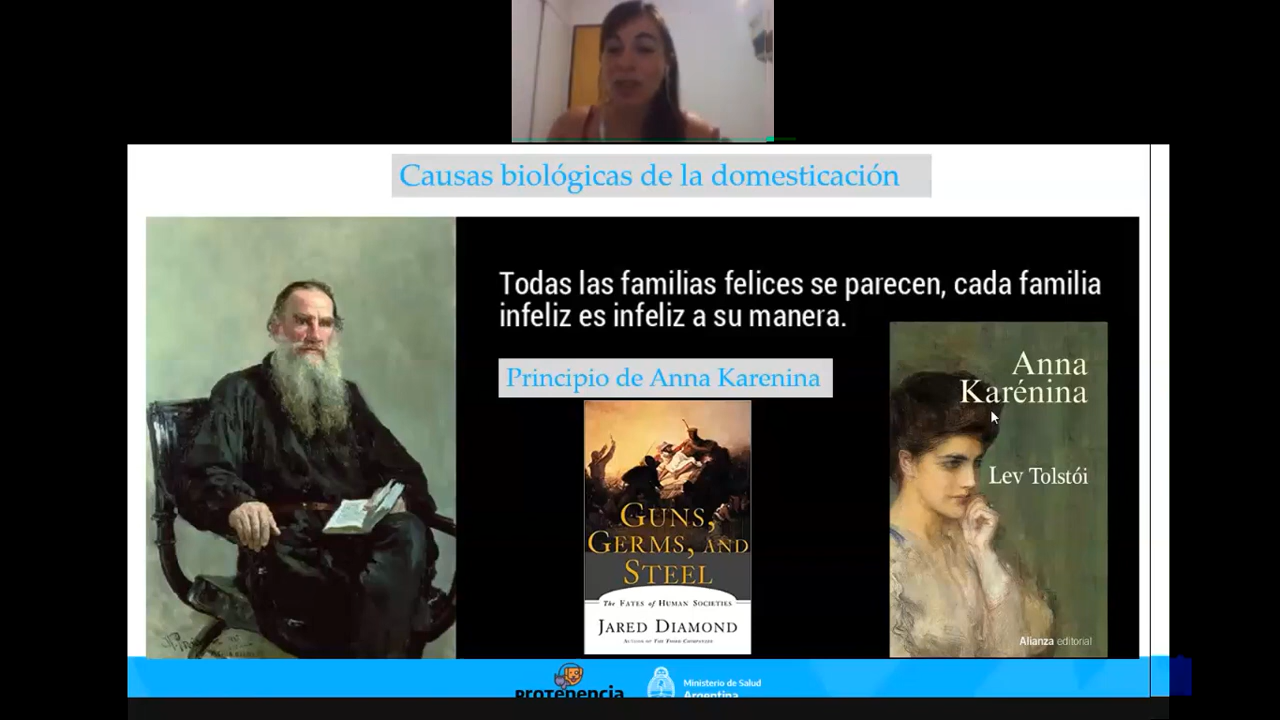 Causas biológicas de la domesticación
Todas las familias felices se parecen, cada familia
infeliz es infeliz a su manera.
Principio de Anna Karenina
Anna
Karénina
Lev Tolstói
Alianza editorial
GUNS,
GERMS, AND
STEEL
The FATES of HUMAN SOCIETIES
JARED DIAMOND
PROTENENCIA
Ministerio de Salud
Argentina